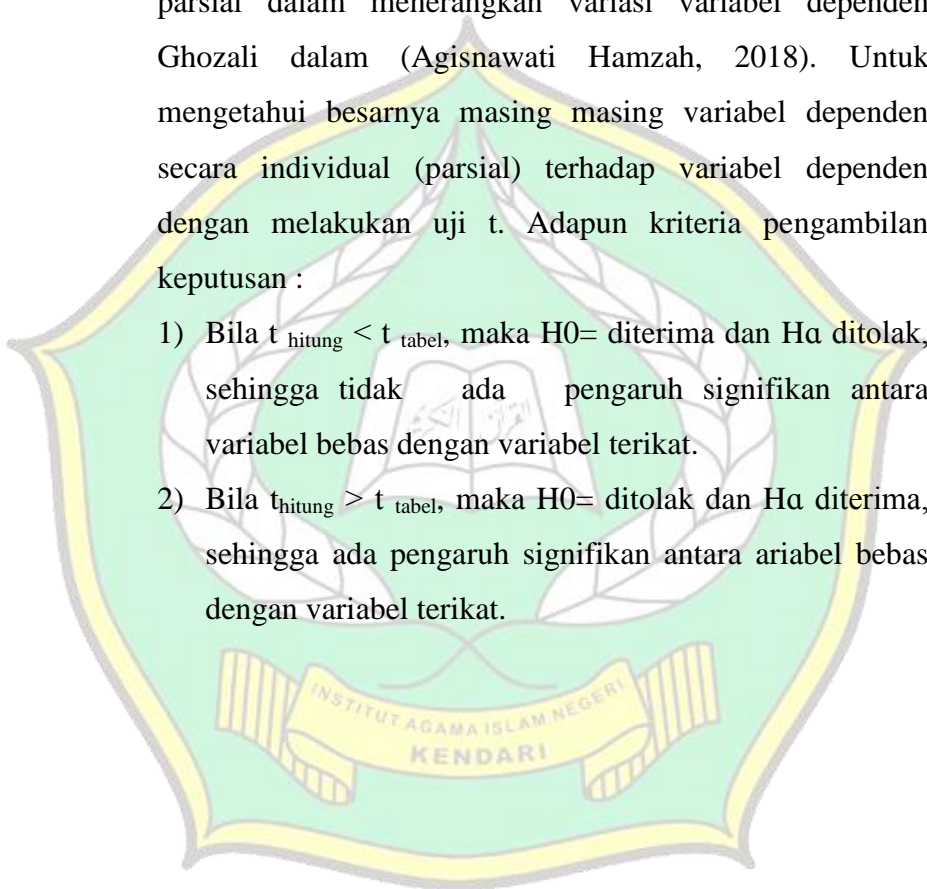 parsial dalam menerangkan variasi variabel dependen
Ghozali dalam (Agisnawati Hamzah, 2018). Untuk
mengetahui besarnya masing masing variabel dependen
secara individual (parsial) terhadap variabel dependen
dengan melakukan uji t. Adapun kriteria pengambilan
keputusan :
1) Bila t hitung < t tabel, maka H0= diterima dan Hɑ ditolak,
sehingga tidak ada pengaruh signifikan antara
variabel bebas dengan variabel terikat.
2) Bila thitung > t tabel, maka H0= ditolak dan Hɑ diterima,
sehingga ada pengaruh signifikan antara ariabel bebas
dengan variabel terikat.
INSTITUT AGAMA ISLAM NEGERI
KENDARI